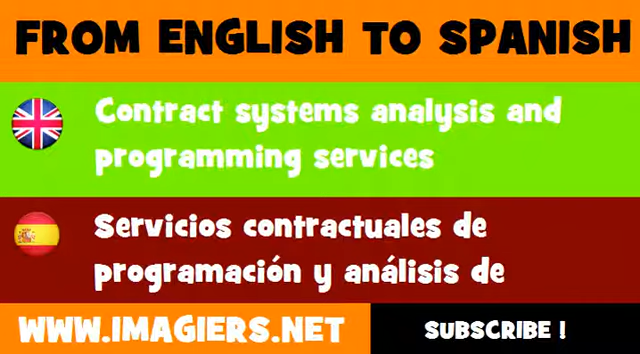 FROM ENGLISH TO SPANISH
Contract systems analysis and
programming services
Servicios contractuales de
programación y análisis de
WWW.IMAGIERS.NET
SUBSCRIBE !